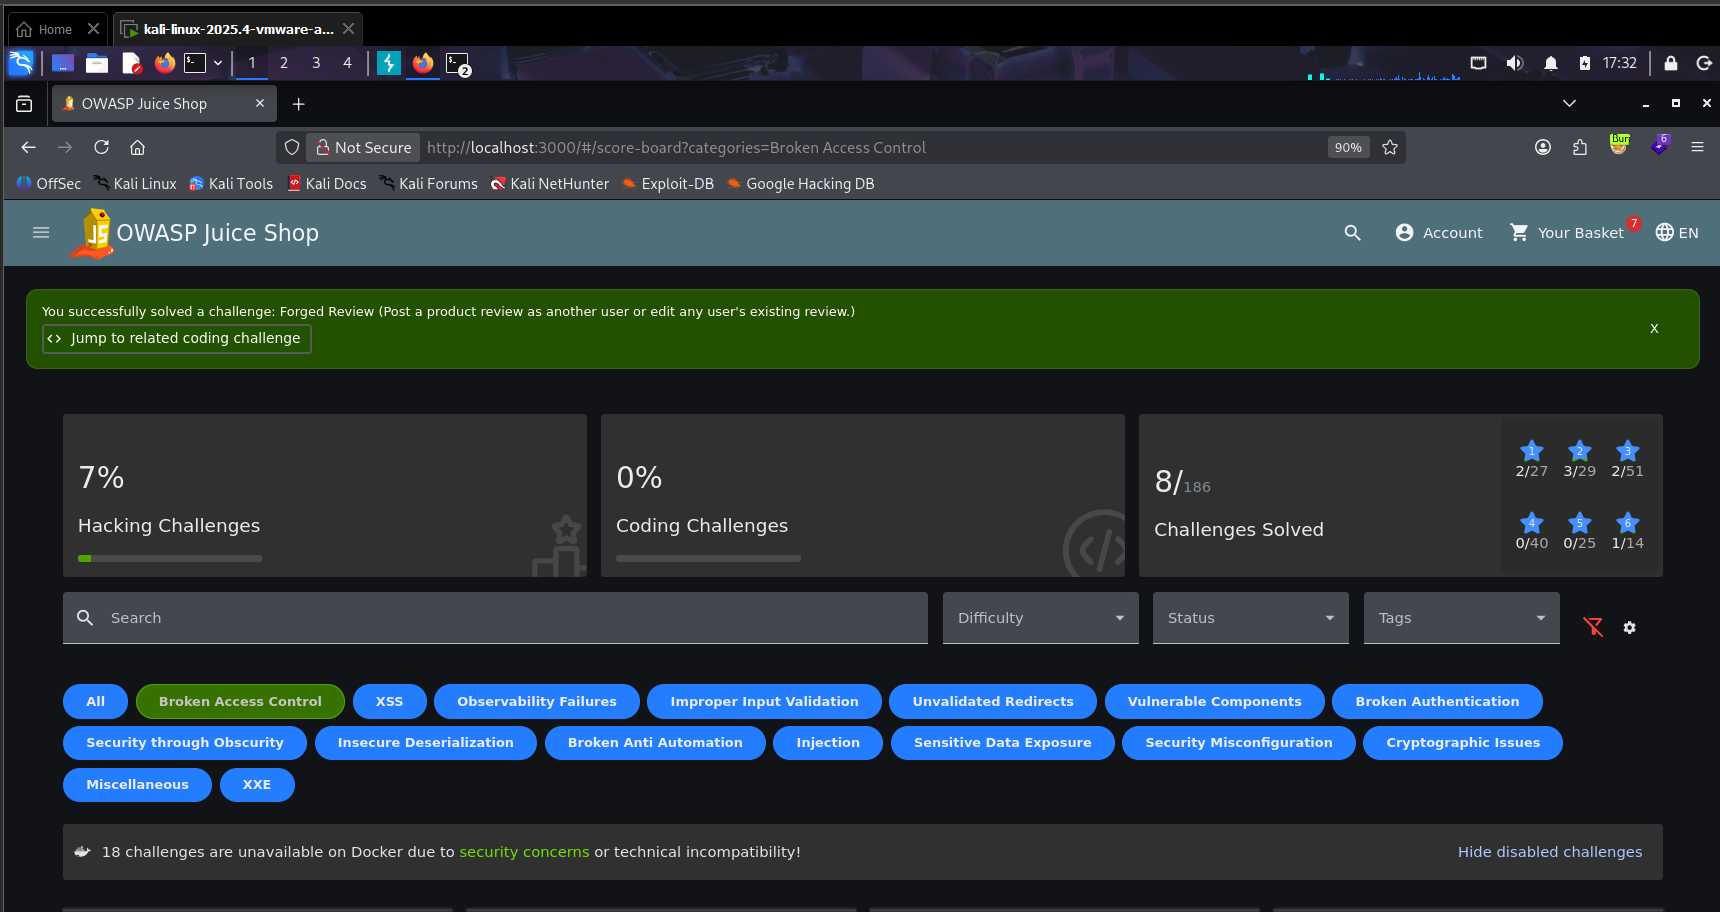 Home
kali-linux-2025.4-vmware-a...
1 2 3 4 2 17:32
OWASP Juice Shop
Not Secure http://localhost:3000/#/score-board?categories=Broken Access Control 90% 6
OffSec Kali Linux Kali Tools Kali Docs Kali Forums Kali NetHunter Exploit-DB Google Hacking DB
OWASP Juice Shop Account Your Basket 7 EN
You successfully solved a challenge: Forged Review (Post a product review as another user or edit any user's existing review.)
<> Jump to related coding challenge
X
7%
Hacking Challenges
0%
Coding Challenges
8/186
Challenges Solved
1 2 3
2/27 3/29 2/51
4 5 6
0/40 0/25 1/14
Search Difficulty Status Tags
All Broken Access Control XSS Observability Failures Improper Input Validation Unvalidated Redirects Vulnerable Components Broken Authentication
Security through Obscurity Insecure Deserialization Broken Anti Automation Injection Sensitive Data Exposure Security Misconfiguration Cryptographic Issues
Miscellaneous XXE
18 challenges are unavailable on Docker due to security concerns or technical incompatibility! Hide disabled challenges